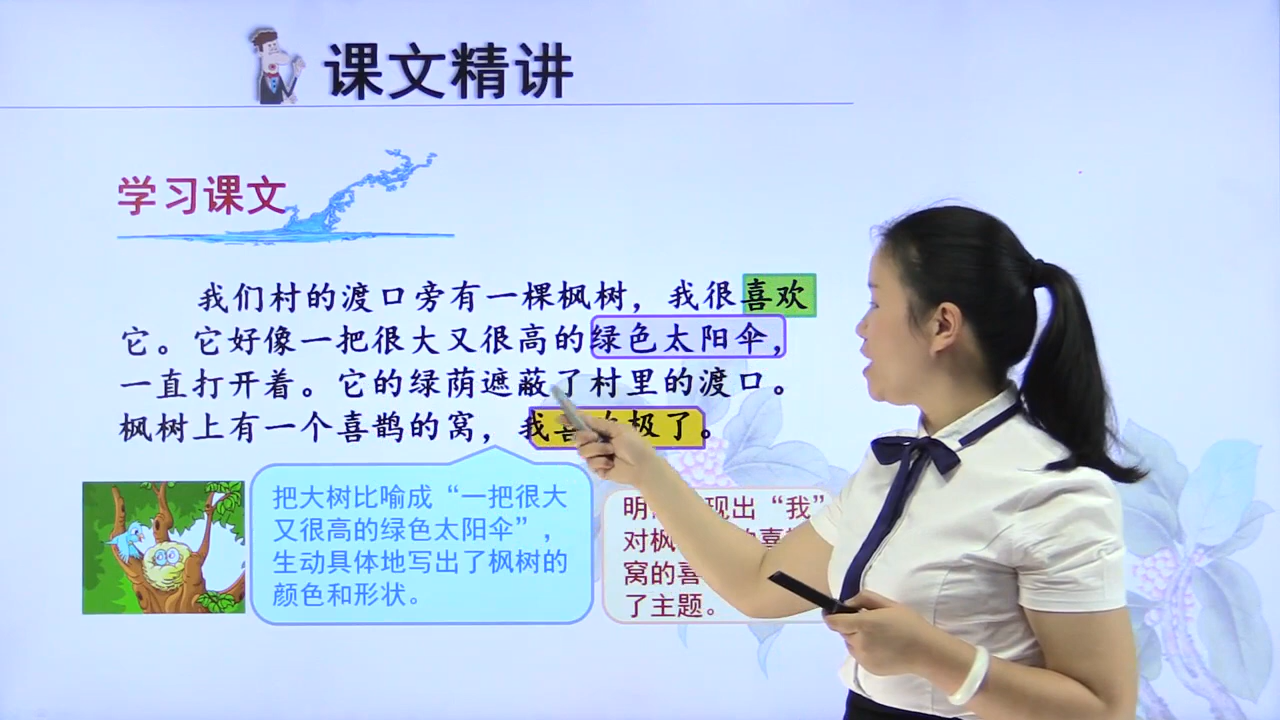 课文精讲
学习课文
我们村的渡口旁有一棵枫树，我很喜欢
它。它好像一把很大又很高的绿色太阳伞，
一直打开着。它的绿荫遮蔽了村里的渡口。
枫树上有一个喜鹊的窝，我喜 极了。
把大树比喻成“一把很大
又很高的绿色太阳伞”，
生动具体地写出了枫树的
颜色和形状。
明 现出“我”
对枫 的喜
窝的喜
了主题。